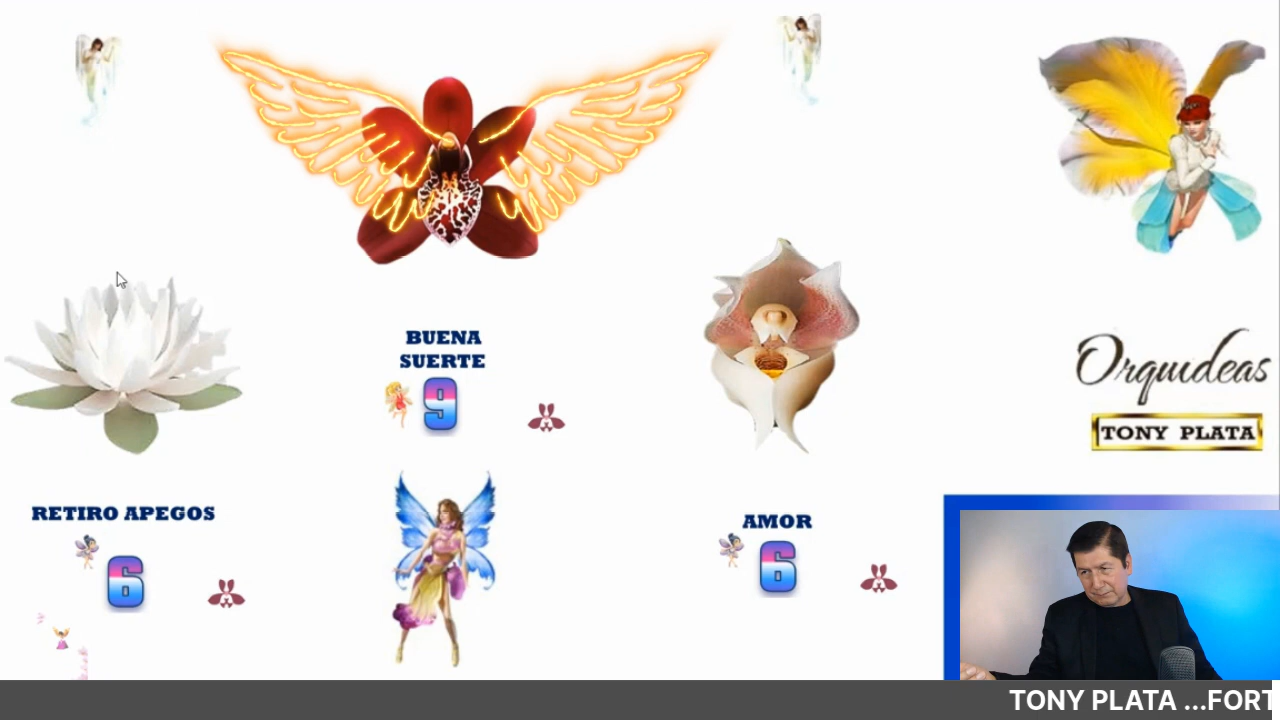 BUENA
SUERTE
9
Orquideas
TONY PLATA
RETIRO APEGOS
6
AMOR
6
TONY PLATA ...FORT